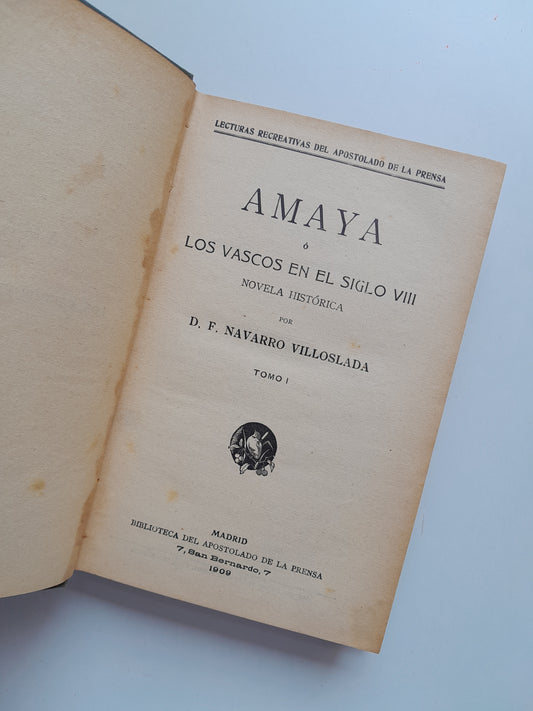 LECTURAS RECREATIVAS DEL APOSTOLADO DE LA PRENSA
AMAYA
ó
LOS VASCOS EN EL SIGLO VIII
NOVELA HISTÓRICA
POR
D. F. NAVARRO VILLOSLADA
TOMO I
MADRID
BIBLIOTECA DEL APOSTOLADO DE LA PRENSA
7, San Bernardo, 7
1909